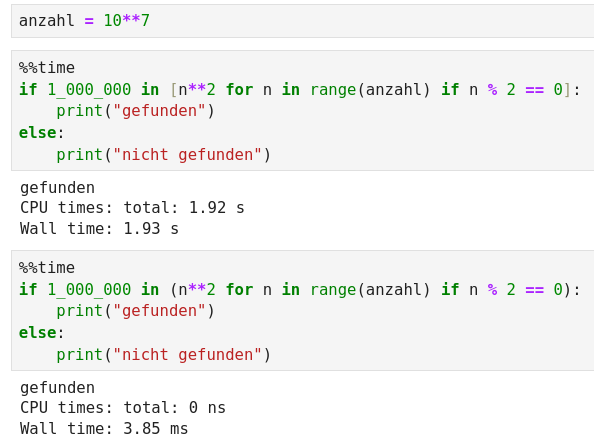 anzahl = 10**7
%%time
if 1_000_000 in [n**2 for n in range(anzahl) if n % 2 == 0]:
    print("gefunden")
else:
    print("nicht gefunden")
gefunden
CPU times: total: 1.92 s
Wall time: 1.93 s
%%time
if 1_000_000 in (n**2 for n in range(anzahl) if n % 2 == 0):
    print("gefunden")
else:
    print("nicht gefunden")
gefunden
CPU times: total: 0 ns
Wall time: 3.85 ms